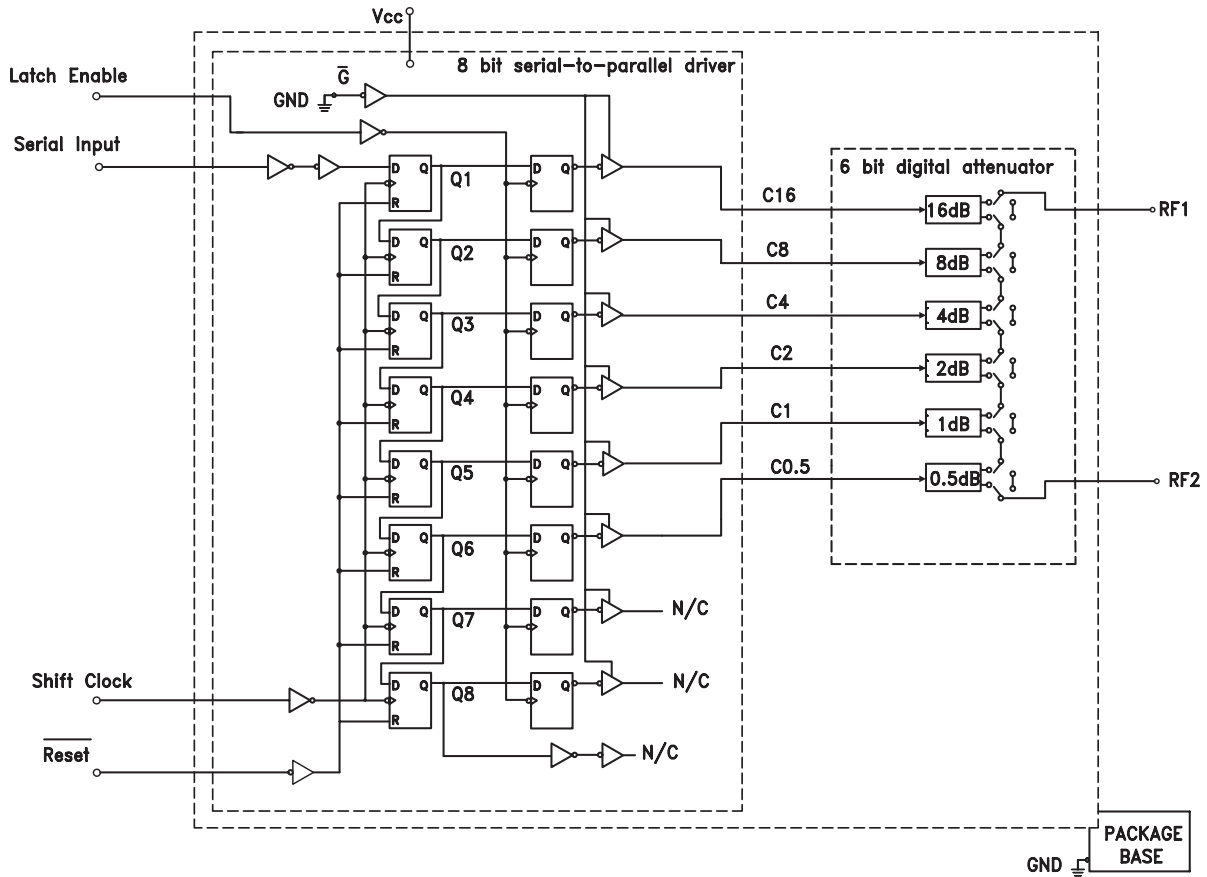 Vcc
8 bit serial-to-parallel driver
Latch Enable
G
GND
Serial Input
D Q
R
Q1
D Q
C16
6 bit digital attenuator
16dB
RF1
D Q
R
Q2
D Q
C8
8dB
D Q
R
Q3
D Q
C4
4dB
D Q
R
Q4
D Q
C2
2dB
D Q
R
Q5
D Q
C1
1dB
D Q
R
Q6
D Q
C0.5
0.5dB
RF2
D Q
R
Q7
D Q
N/C
Shift Clock
D Q
R
Q8
D Q
N/C
Reset
N/C
PACKAGE
BASE
GND